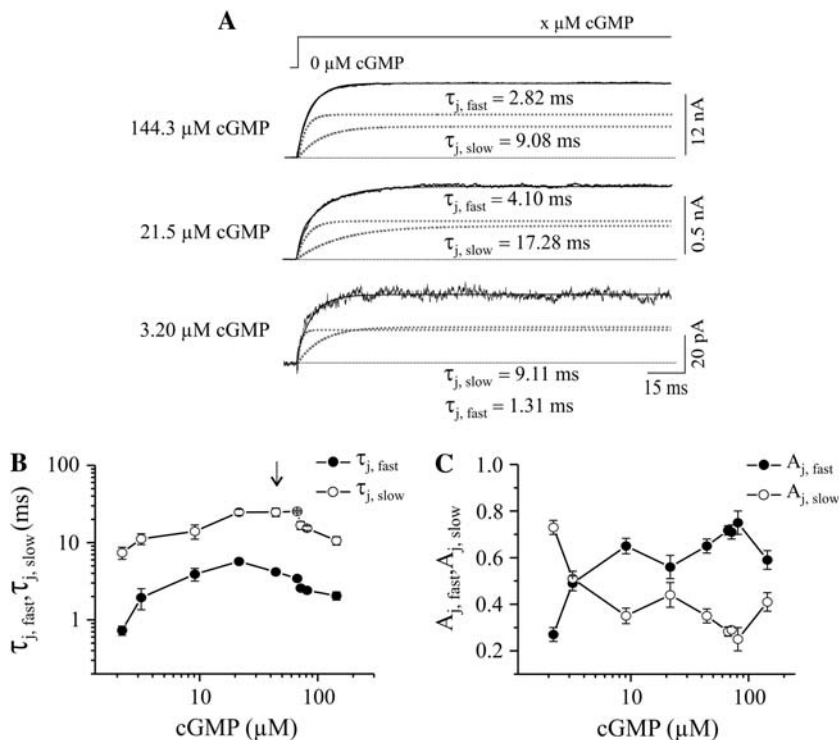 A
x µM cGMP
0 µM cGMP
144.3 µM cGMP
τj, fast = 2.82 ms
τj, slow = 9.08 ms
12 nA
21.5 µM cGMP
τj, fast = 4.10 ms
τj, slow = 17.28 ms
0.5 nA
3.20 µM cGMP
τj, slow = 9.11 ms
τj, fast = 1.31 ms
20 pA
15 ms
B
τj, fast
τj, slow
τj, fast, τj, slow (ms)
100
10
1
10
100
cGMP (µM)
C
Aj, fast
Aj, slow
Aj, fast, Aj, slow
1.0
0.8
0.6
0.4
0.2
10
100
cGMP (µM)